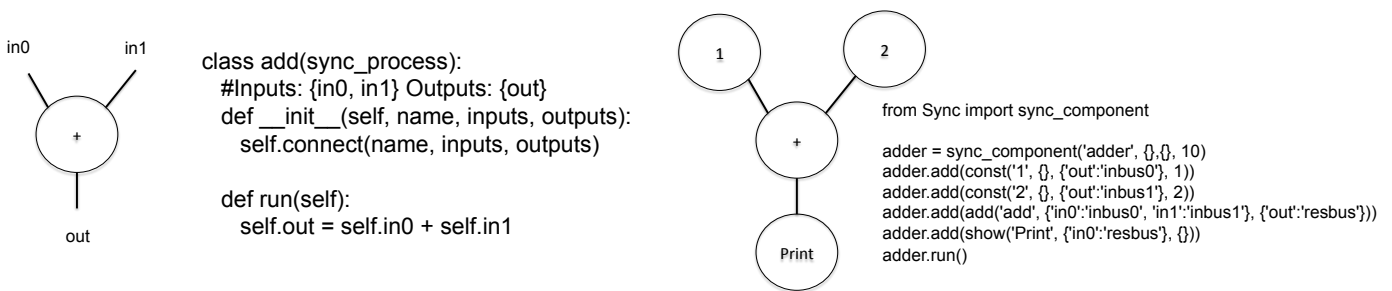 in0
in1
+
out
class add(sync_process):
#Inputs: {in0, in1} Outputs: {out}
def __init__(self, name, inputs, outputs):
self.connect(name, inputs, outputs)
def run(self):
self.out = self.in0 + self.in1
1
2
+
Print
from Sync import sync_component
adder = sync_component('adder', {},{}, 10)
adder.add(const('1', {}, {'out':'inbus0'}, 1))
adder.add(const('2', {}, {'out':'inbus1'}, 2))
adder.add(add('add', {'in0':'inbus0', 'in1':'inbus1'}, {'out':'resbus'}))
adder.add(show('Print', {'in0':'resbus'}, {}))
adder.run()